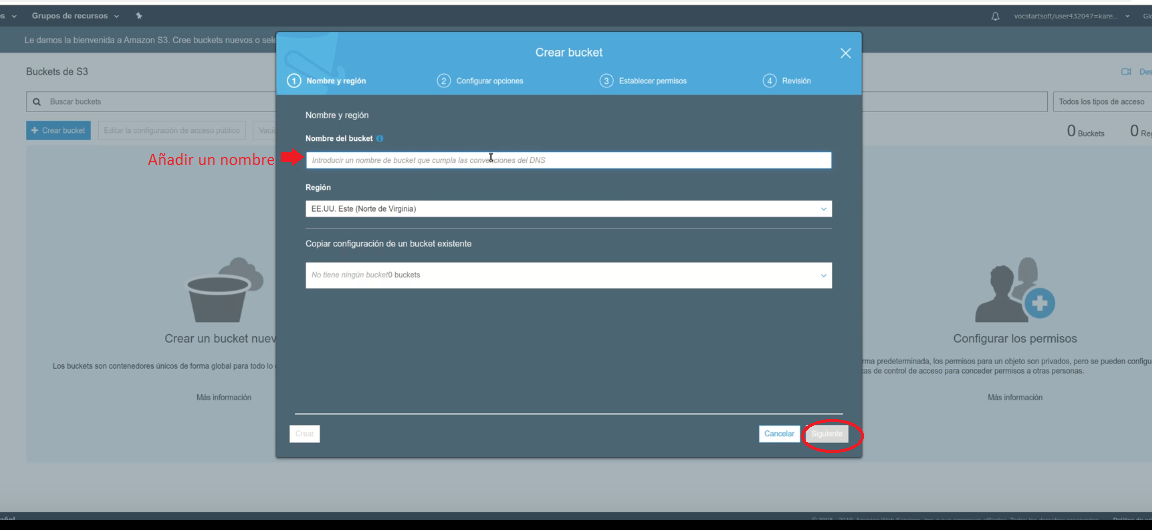 Grupos de recursos
vocstartsoft/user432047=kare...
Le damos la bienvenida a Amazon S3. Cree buckets nuevos o
Crear bucket
1 Nombre y región
2 Configurar opciones
3 Establecer permisos
4 Revisión
Buckets de S3
Buscar buckets
Todos los tipos de acceso
Crear bucket
Editar la configuración de acceso público
0 Buckets
0
Nombre y región
Nombre del bucket
Añadir un nombre
Introducir un nombre de bucket que cumpla las convenciones del DNS
Región
EE.UU. Este (Norte de Virginia)
Copiar configuración de un bucket existente
No tiene ningún bucket0 buckets
Crear un bucket nuev
Configurar los permisos
Los buckets son contenedores únicos de forma global para todo lo
ma predeterminada, los permisos para un objeto son privados, pero se pueden configu
as de control de acceso para conceder permisos a otras personas.
Más información
Más información
Crear
Cancelar
Siguiente